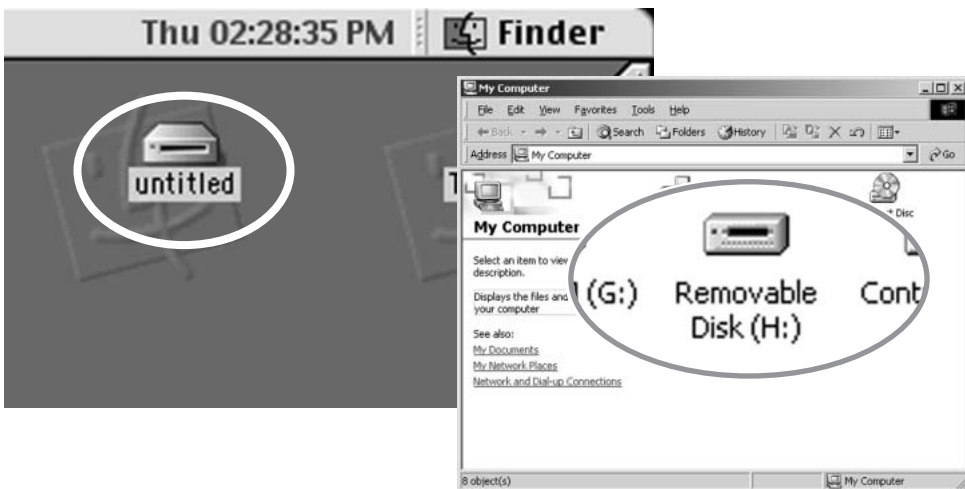 Thu 02:28:35 PM Finder
untitled
My Computer
File Edit View Favorites Tools Help
Back Search Folders History
Address My Computer Go
Disc
My Computer
Select an item to view
description.
Displays the files and
your computer
See also:
My Documents
My Network Places
Network and Dial-up Connections
(G:)
Removable
Disk (H:)
Cont
8 object(s) My Computer